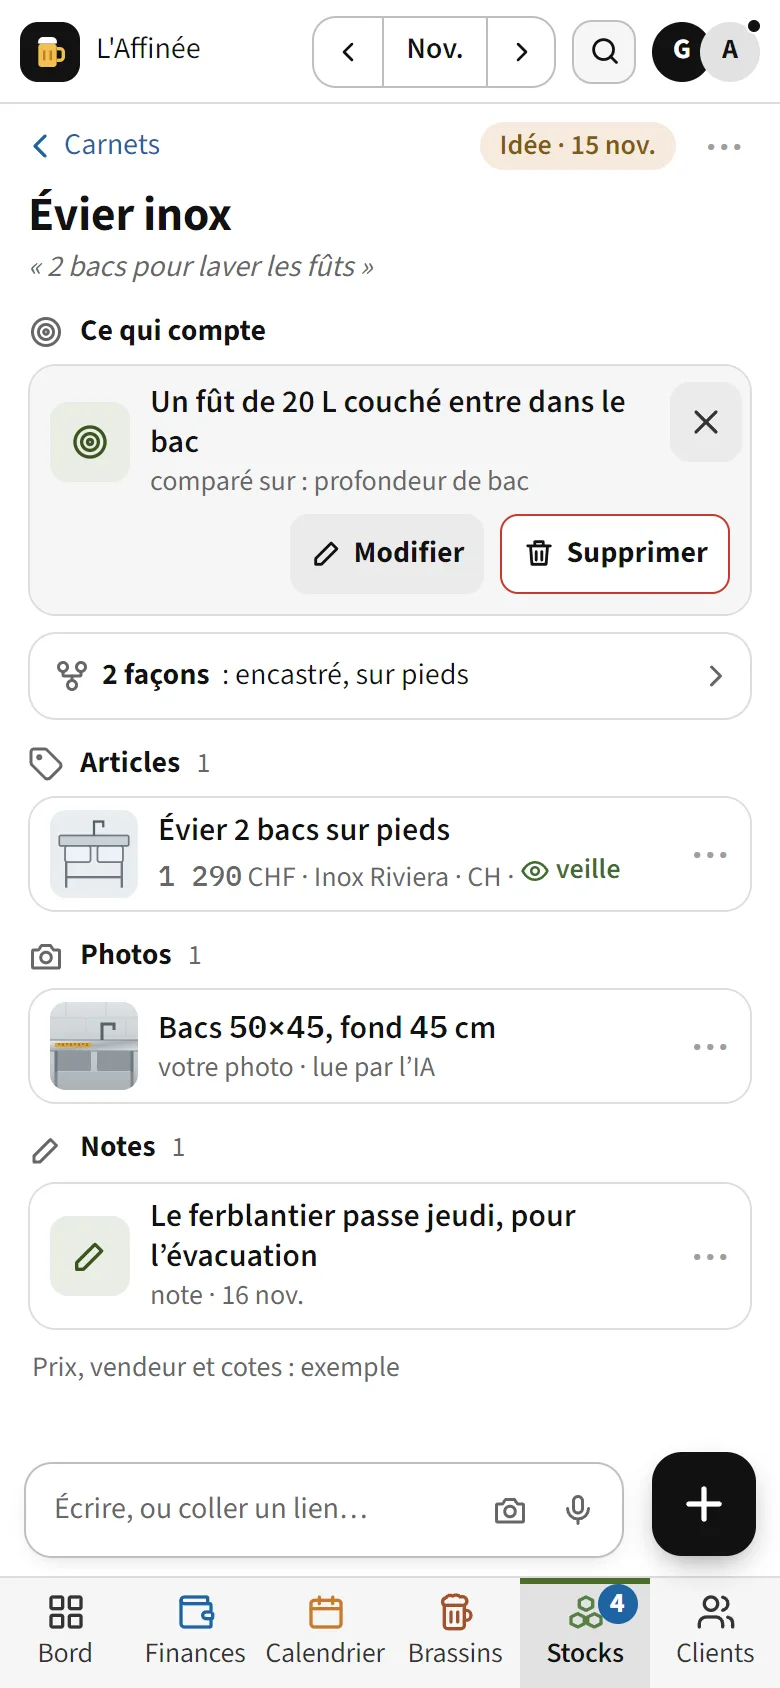 L'Affinée
Nov.
G
A
Carnets
Idée · 15 nov.
Évier inox
« 2 bacs pour laver les fûts »
Ce qui compte
Un fût de 20 L couché entre dans le
bac
comparé sur : profondeur de bac
Modifier
Supprimer
2 façons : encastré, sur pieds
Articles 1
Évier 2 bacs sur pieds
1 290 CHF · Inox Riviera · CH · veille
Photos 1
Bacs 50×45, fond 45 cm
votre photo · lue par l’IA
Notes 1
Le ferblantier passe jeudi, pour
l’évacuation
note · 16 nov.
Prix, vendeur et cotes : exemple
Écrire, ou coller un lien…
4
Bord
Finances
Calendrier
Brassins
Stocks
Clients